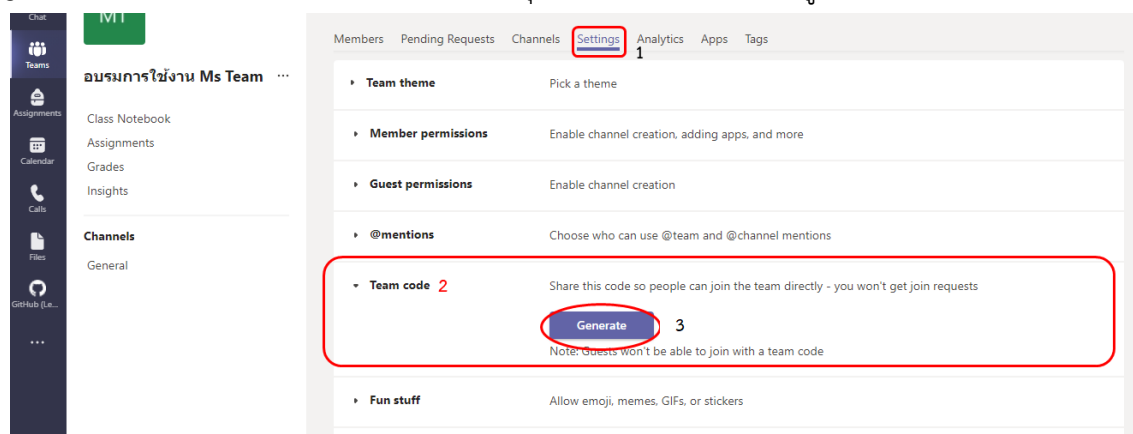 Chat
Teams
Assignments
Calendar
Calls
Files
GitHub (Le...
...
MT
อบรมการใช้งาน Ms Team ...
Class Notebook
Assignments
Grades
Insights
Channels
General
Members Pending Requests Channels Settings Analytics Apps Tags
1
Team theme Pick a theme
Member permissions Enable channel creation, adding apps, and more
Guest permissions Enable channel creation
@mentions Choose who can use @team and @channel mentions
Team code 2 Share this code so people can join the team directly - you won't get join requests
Generate 3
Note: Guests won't be able to join with a team code
Fun stuff Allow emoji, memes, GIFs, or stickers